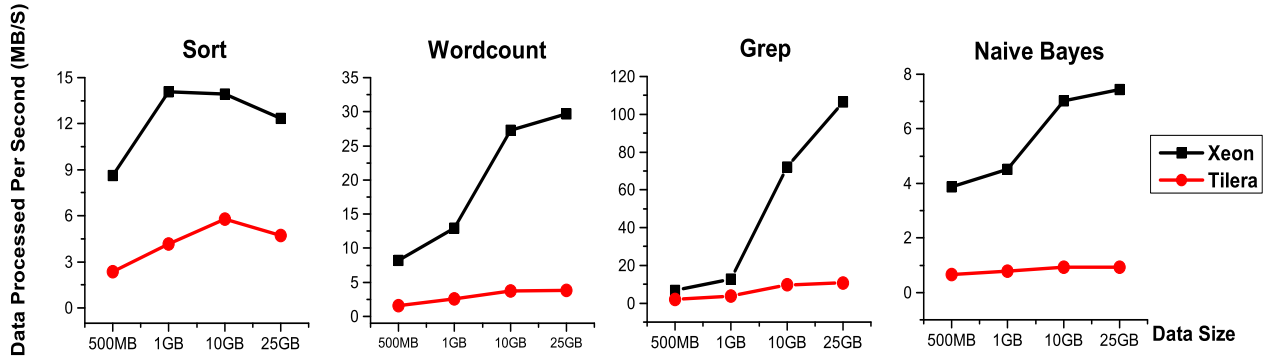 Data Processed Per Second (MB/S)
Sort
15
12
9
6
3
0
500MB 1GB 10GB 25GB
Wordcount
35
30
25
20
15
10
5
0
500MB 1GB 10GB 25GB
Grep
120
100
80
60
40
20
0
500MB 1GB 10GB 25GB
Naive Bayes
8
6
4
2
0
500MB 1GB 10GB 25GB
Xeon
Tilera
Data Size